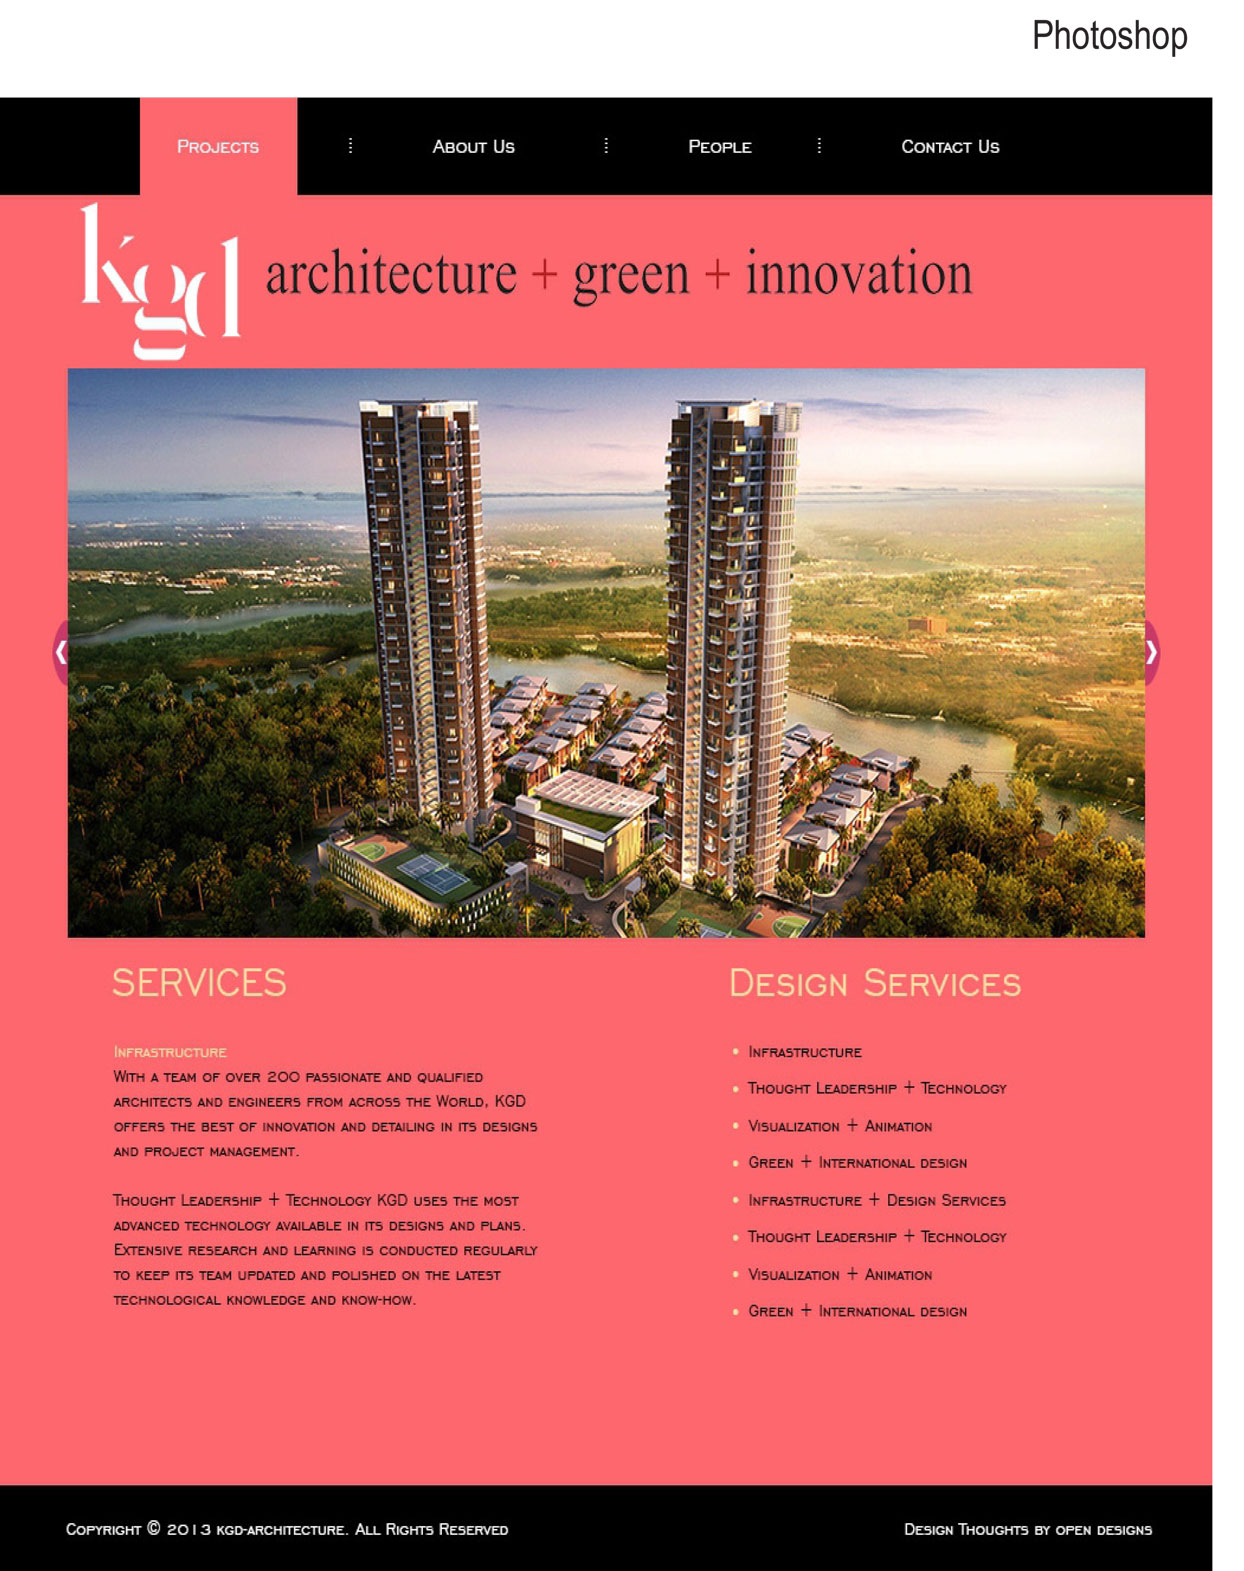 Photoshop
Projects About Us People Contact Us
kgd architecture + green + innovation
SERVICES
Infrastructure
With a team of over 200 passionate and qualified
architects and engineers from across the World, KGD
offers the best of innovation and detailing in its designs
and project management.
Thought Leadership + Technology KGD uses the most
advanced technology available in its designs and plans.
Extensive research and learning is conducted regularly
to keep its team updated and polished on the latest
technological knowledge and know-how.
Design Services
• Infrastructure
• Thought Leadership + Technology
• Visualization + Animation
• Green + International design
• Infrastructure + Design Services
• Thought Leadership + Technology
• Visualization + Animation
• Green + International design
Copyright © 2013 kgd-architecture. All Rights Reserved
Design Thoughts by open designs